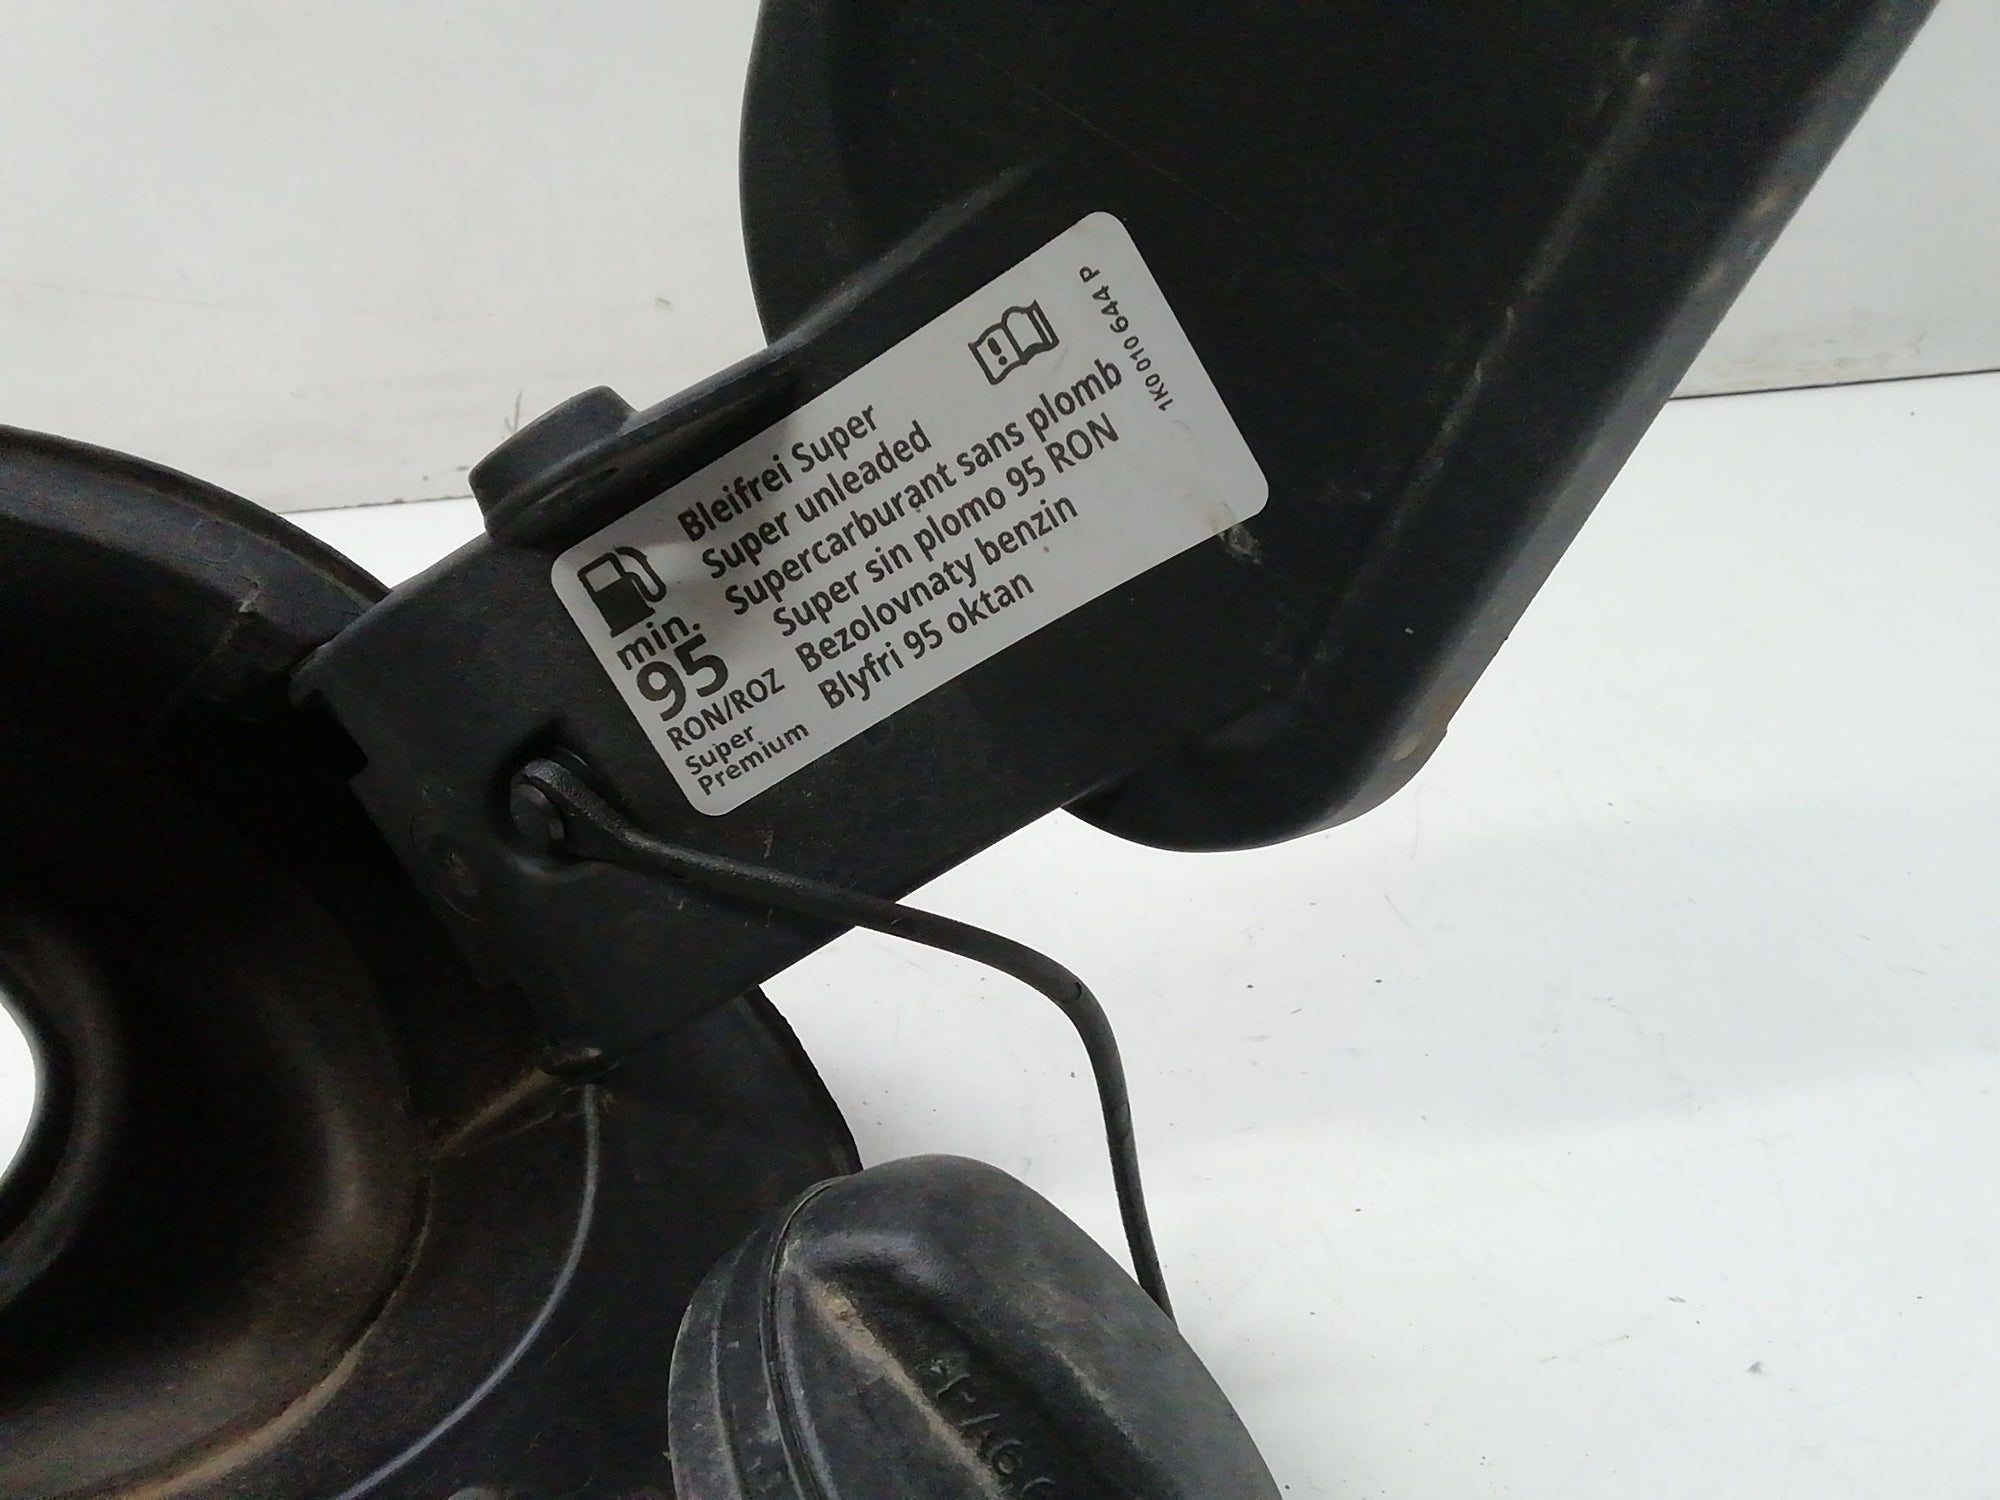 min.
95
RON/ROZ
Super
Premium
Bleifrei Super
Super unleaded
Supercarburant sans plomb
Super sin plomo 95 RON
Bezolovnaty benzin
Blyfri 95 oktan
1K0 010 644 P